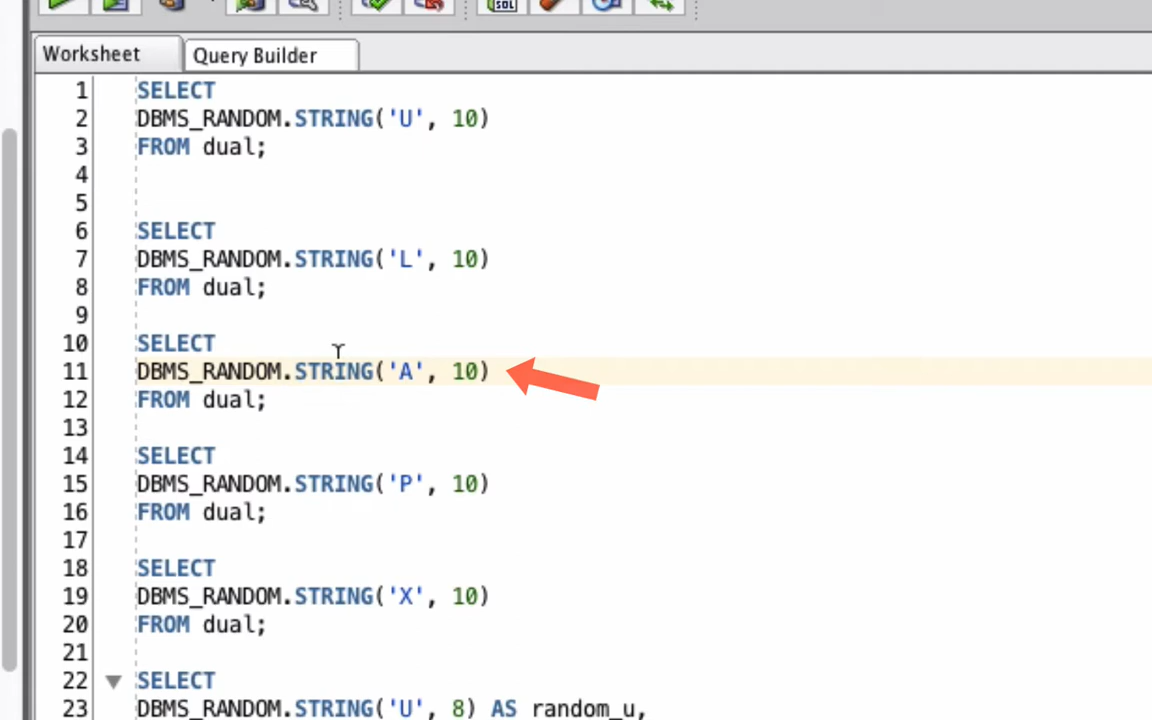 SQL
Worksheet
Query Builder
1 SELECT
2 DBMS_RANDOM.STRING('U', 10)
3 FROM dual;
4
5
6 SELECT
7 DBMS_RANDOM.STRING('L', 10)
8 FROM dual;
9
10 SELECT
11 DBMS_RANDOM.STRING('A', 10)
12 FROM dual;
13
14 SELECT
15 DBMS_RANDOM.STRING('P', 10)
16 FROM dual;
17
18 SELECT
19 DBMS_RANDOM.STRING('X', 10)
20 FROM dual;
21
22 SELECT
23 DBMS_RANDOM.STRING('U', 8) AS random_u,